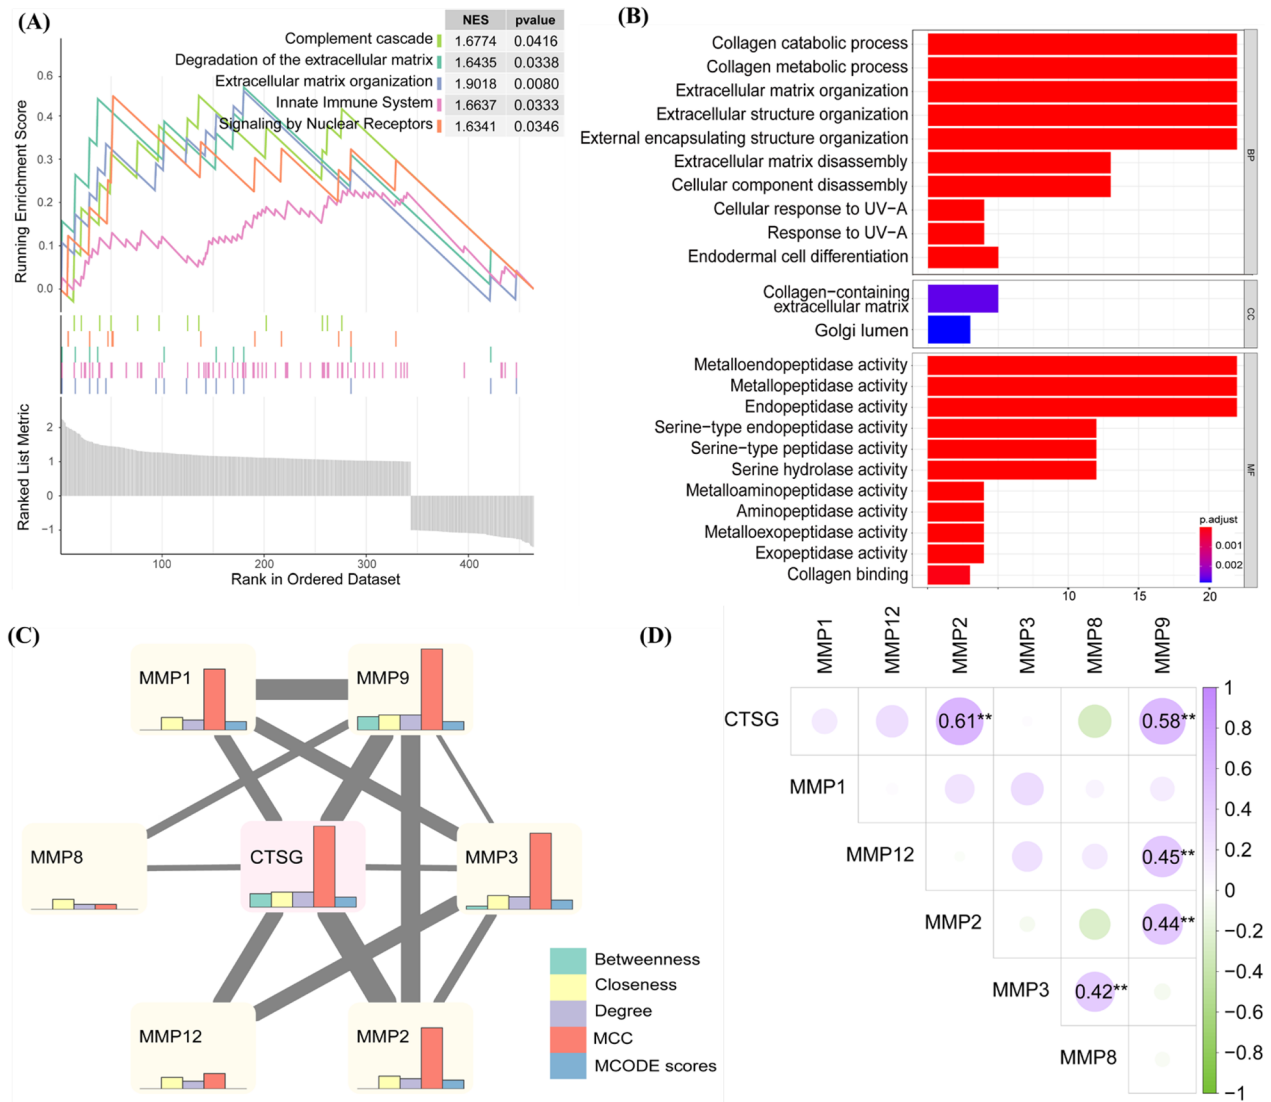 (A)
NES pvalue
Complement cascade 1.6774 0.0416
Degradation of the extracellular matrix 1.6435 0.0338
Extracellular matrix organization 1.9018 0.0080
Innate Immune System 1.6637 0.0333
Signaling by Nuclear Receptors 1.6341 0.0346
Running Enrichment Score
0.6
0.4
0.3
0.2
0.1
0.0
Ranked List Metric
2
1
0
−1
100 200 300 400
Rank in Ordered Dataset
(B)
Collagen catabolic process
Collagen metabolic process
Extracellular matrix organization
Extracellular structure organization
External encapsulating structure organization
Extracellular matrix disassembly
Cellular component disassembly
Cellular response to UV−A
Response to UV−A
Endodermal cell differentiation
BP
Collagen−containing
extracellular matrix
Golgi lumen
CC
Metalloendopeptidase activity
Metallopeptidase activity
Endopeptidase activity
Serine−type endopeptidase activity
Serine−type peptidase activity
Serine hydrolase activity
Metalloaminopeptidase activity
Aminopeptidase activity
Metalloexopeptidase activity
Exopeptidase activity
Collagen binding
MF
p.adjust
0.001
0.002
10 15 20
(C)
MMP1
MMP9
MMP8
CTSG
MMP3
MMP12
MMP2
Betweenness
Closeness
Degree
MCC
MCODE scores
(D)
MMP1 MMP12 MMP2 MMP3 MMP8 MMP9
CTSG 0.61** 0.58**
MMP1
MMP12 0.45**
MMP2 0.44**
MMP3 0.42**
MMP8
1
0.8
0.6
0.4
0.2
0
−0.2
−0.4
−0.6
−0.8
−1